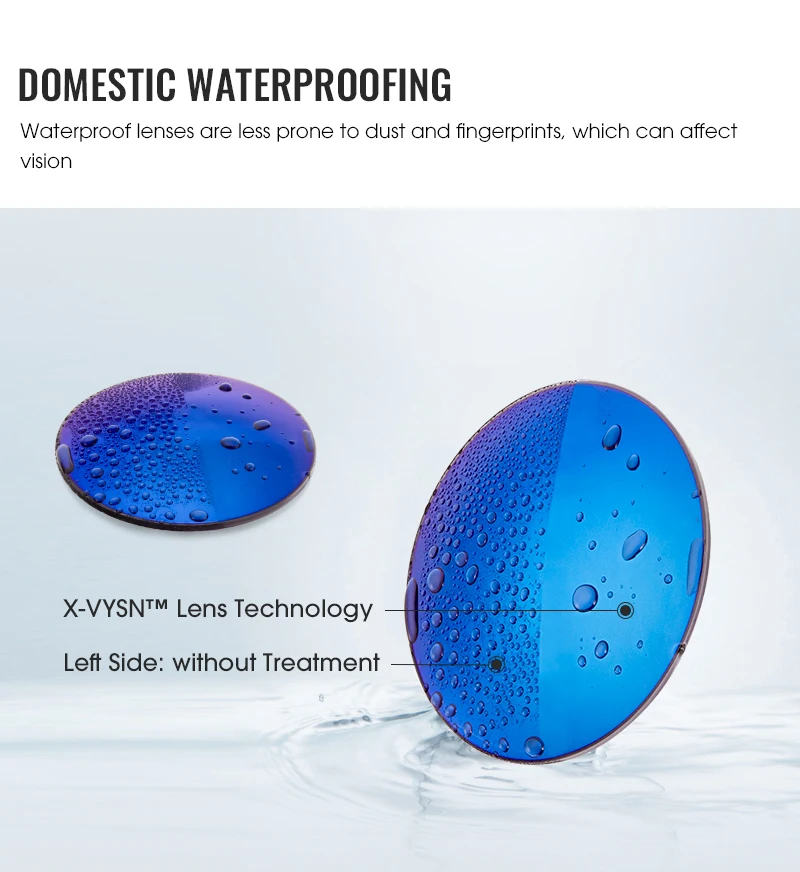 DOMESTIC WATERPROOFING
Waterproof lenses are less prone to dust and fingerprints, which can affect
vision
X-VYSN™ Lens Technology
Left Side: without Treatment